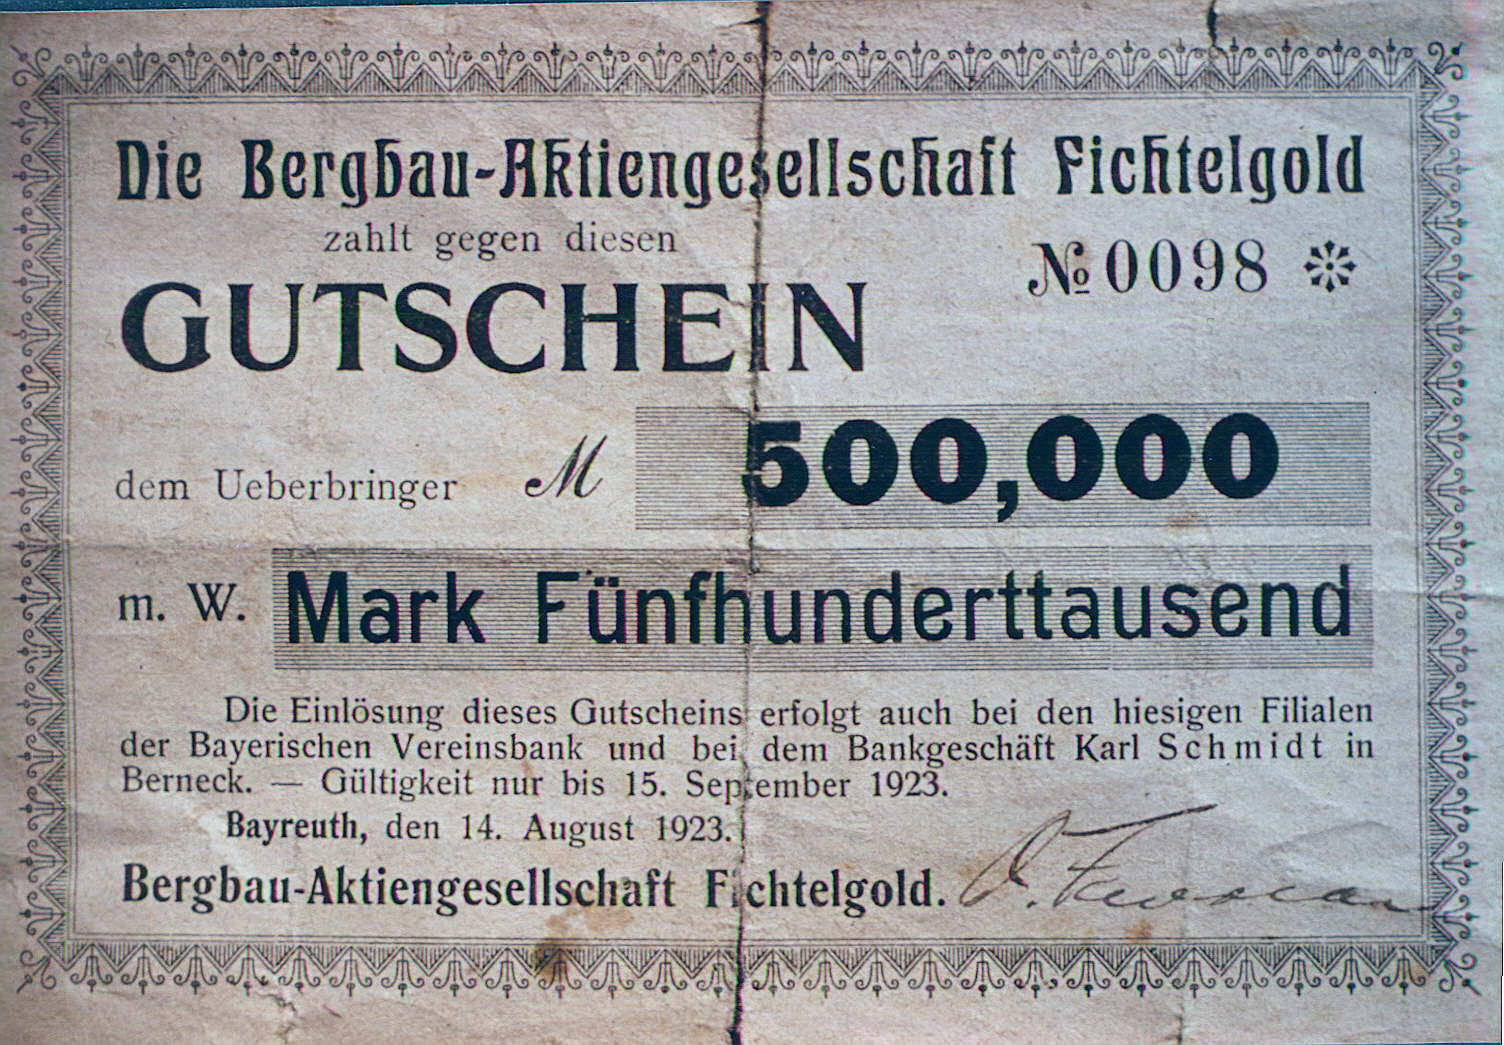 Die Bergbau-Aktiengesellschaft Fichtelgold
zahlt gegen diesen
№ 0098 ❊
GUTSCHEIN
dem Ueberbringer M 500,000
m. W. Mark Fünfhunderttausend
Die Einlösung dieses Gutscheins erfolgt auch bei den hiesigen Filialen
der Bayerischen Vereinsbank und bei dem Bankgeschäft Karl Schmidt in
Berneck. — Gültigkeit nur bis 15. September 1923.
Bayreuth, den 14. August 1923.
Bergbau-Aktiengesellschaft Fichtelgold.